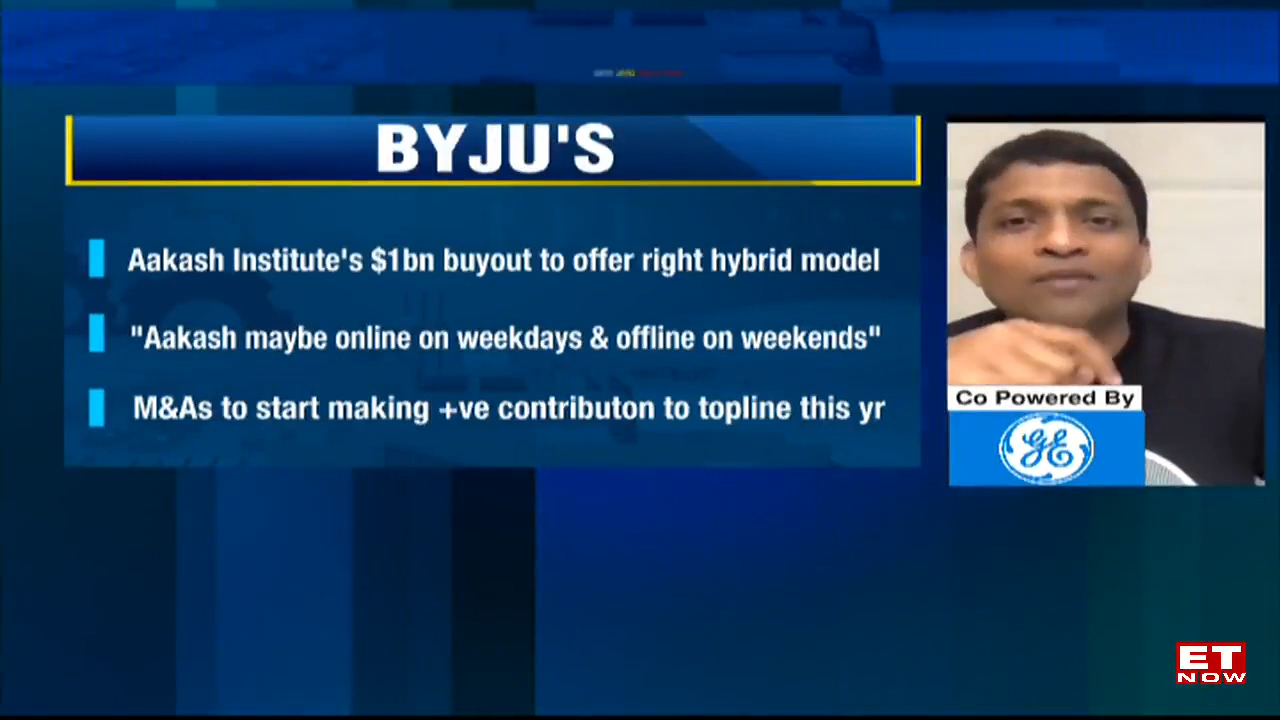 BYJU'S
Aakash Institute's $1bn buyout to offer right hybrid model
"Aakash maybe online on weekdays & offline on weekends"
M&As to start making +ve contributon to topline this yr
Co Powered By
GE
ET
NOW